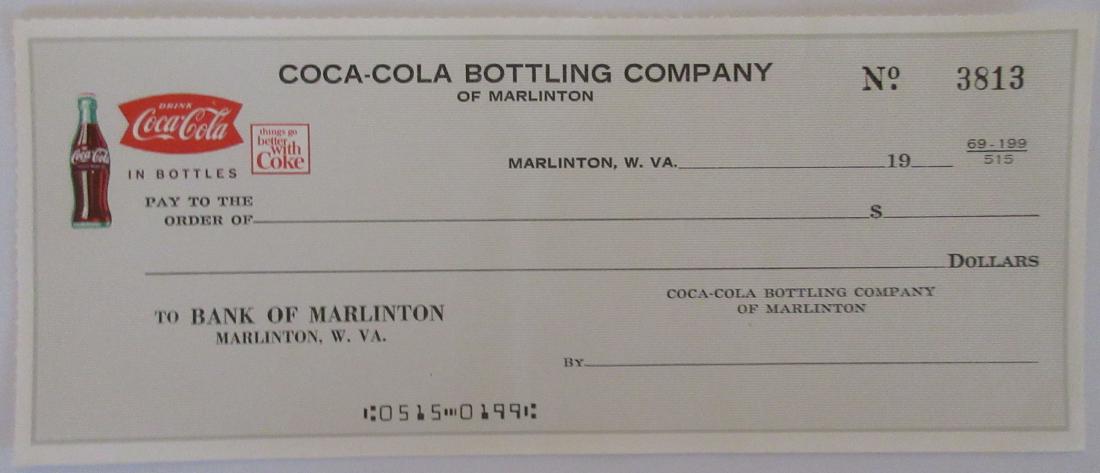 COCA-COLA BOTTLING COMPANY
OF MARLINTON
Nº. 3813
DRINK
Coca-Cola
IN BOTTLES
Coca-Cola
things go
better
with
Coke
MARLINTON, W. VA. 19
69-199
515
PAY TO THE
ORDER OF $
DOLLARS
TO BANK OF MARLINTON
MARLINTON, W. VA.
COCA-COLA BOTTLING COMPANY
OF MARLINTON
BY
⑆0515⑉0199⑆